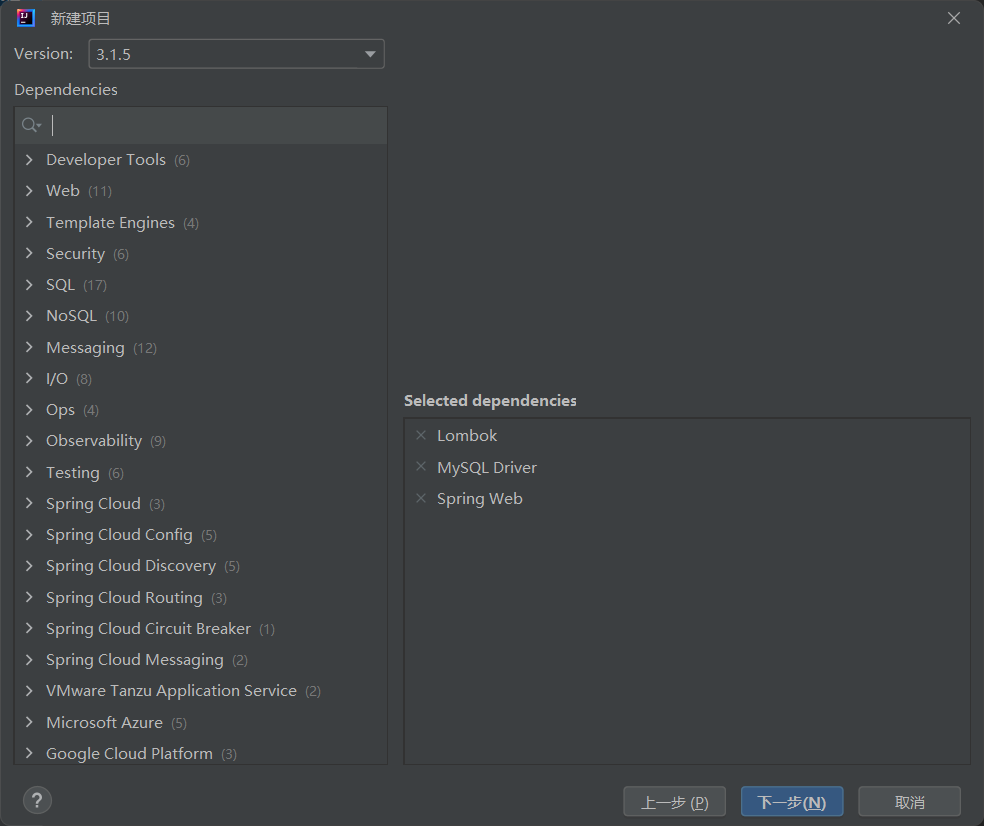 新建项目
Version: 3.1.5
Dependencies
Developer Tools (6)
Web (11)
Template Engines (4)
Security (6)
SQL (17)
NoSQL (10)
Messaging (12)
I/O (8)
Ops (4)
Observability (9)
Testing (6)
Spring Cloud (3)
Spring Cloud Config (5)
Spring Cloud Discovery (5)
Spring Cloud Routing (3)
Spring Cloud Circuit Breaker (1)
Spring Cloud Messaging (2)
VMware Tanzu Application Service (2)
Microsoft Azure (5)
Google Cloud Platform (3)
Selected dependencies
Lombok
MySQL Driver
Spring Web
? 上一步 (P) 下一步(N) 取消